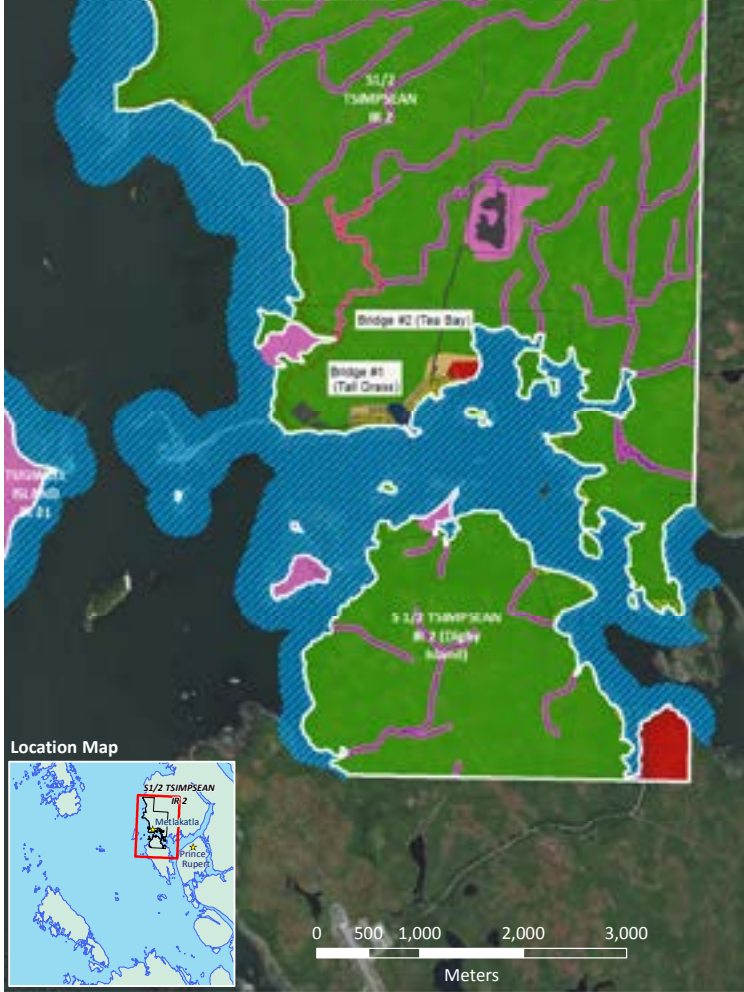 S1/2
TSIMPSEAN
IR 2
Bridge #2 (Tea Bay)
Bridge #1
(Tall Grass)
ISLAND
S 1/2 TSIMPSEAN
IR 2 (Digby
Island)
Location Map
S1/2 TSIMPSEAN
IR 2
Metlakatla
Prince
Rupert
0 500 1,000 2,000 3,000
Meters